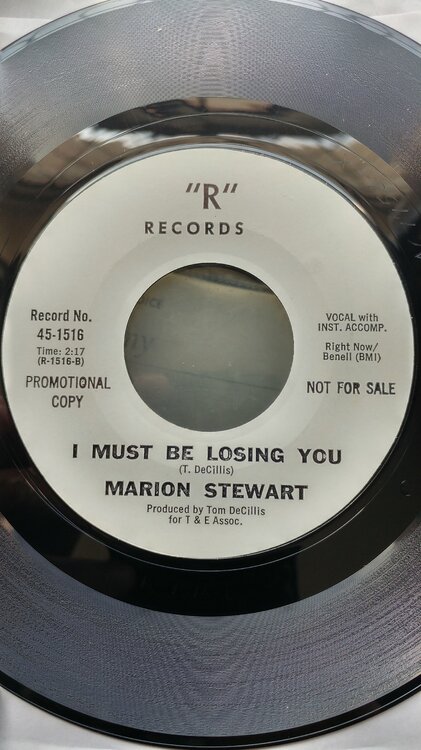 "R"
RECORDS
Record No.
45-1516
Time: 2:17
(R-1516-B)
PROMOTIONAL
COPY
VOCAL with
INST. ACCOMP.
Right Now/
Benell (BMI)
NOT FOR SALE
I MUST BE LOSING YOU
(T. DeCillis)
MARION STEWART
Produced by Tom DeCillis
for T & E Assoc.